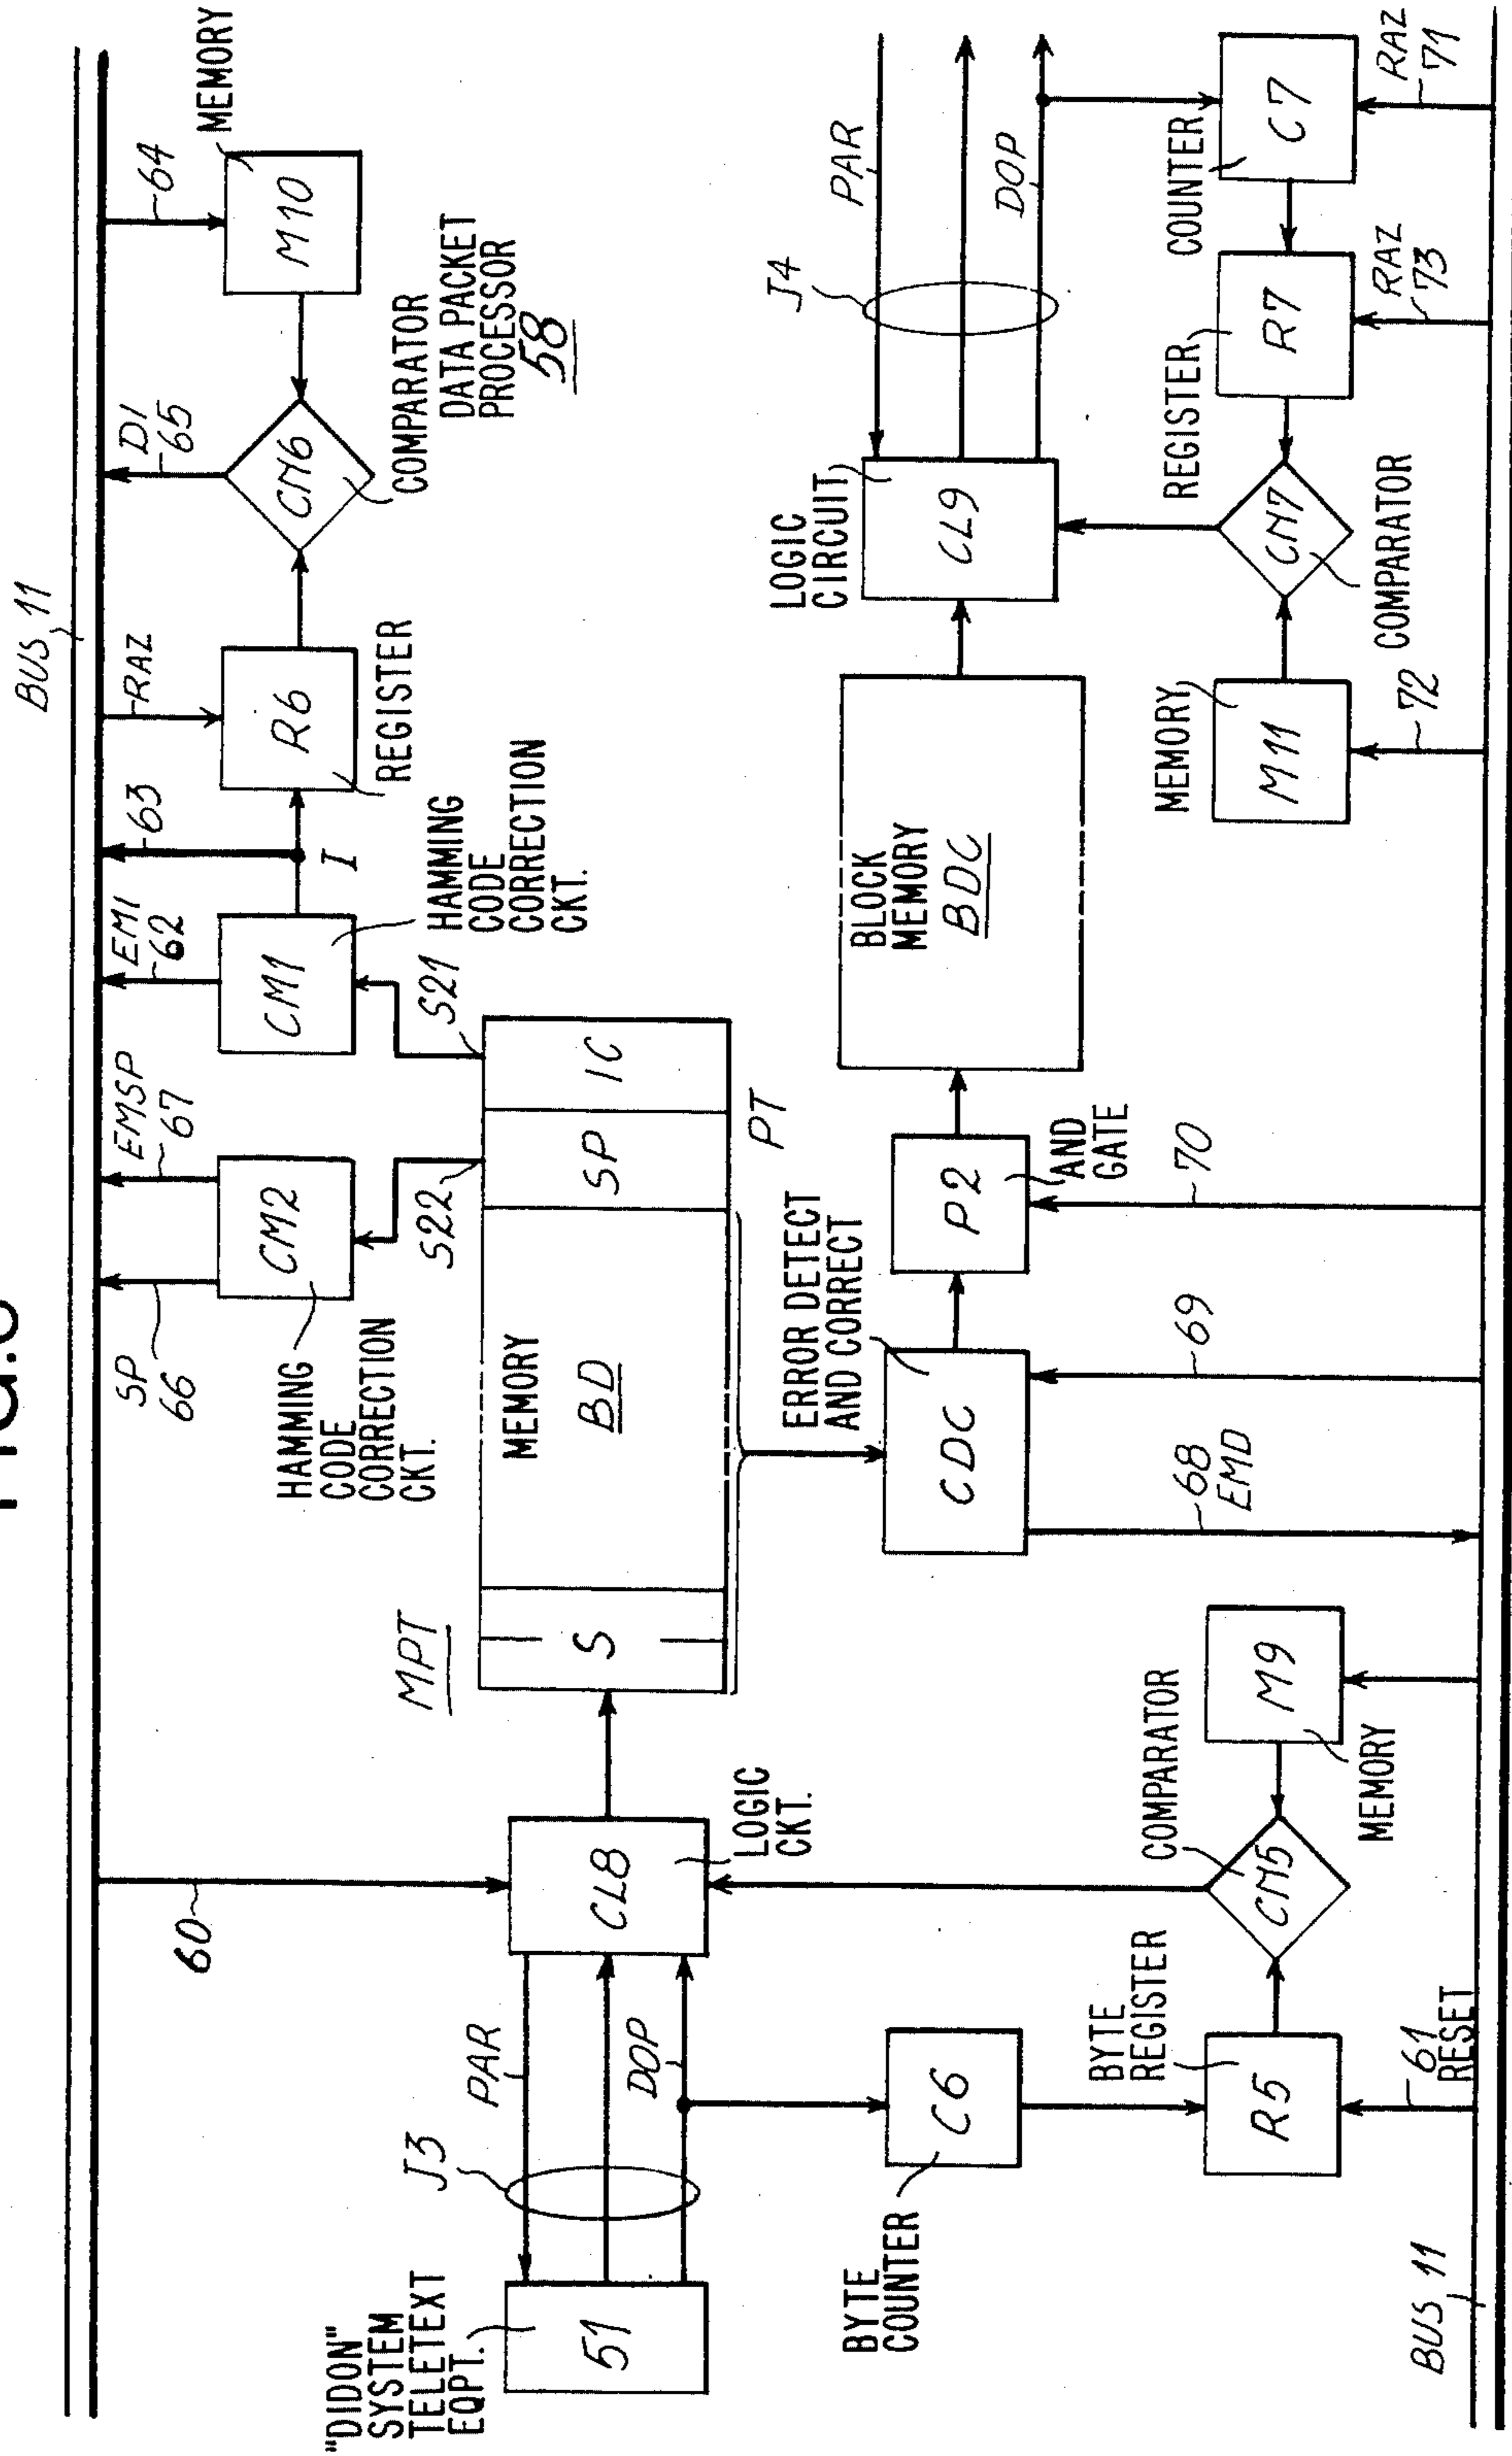 BUS 11
60
SP
66
EMSP
67
EMI
62
63
RAZ
DI
65
64
MEMORY
CM2
HAMMING
CODE
CORRECTION
CKT.
CM1
HAMMING
CODE
CORRECTION
CKT.
I
R6
REGISTER
CM6
COMPARATOR
M10
DATA PACKET
PROCESSOR
58
S22
S21
MPT
S
MEMORY
BD
SP
IC
PT
"DIDON"
SYSTEM
TELETEXT
EQPT.
51
J3
PAR
DOP
CL8
LOGIC
CKT.
BYTE
COUNTER
C6
BYTE
REGISTER
R5
61
RESET
COMPARATOR
CM5
M9
MEMORY
ERROR DETECT
AND CORRECT
CDC
68
EMD
69
P2
AND
GATE
70
BLOCK
MEMORY
BDC
LOGIC
CIRCUIT
CL9
J4
PAR
DOP
MEMORY
M11
72
CM7
COMPARATOR
REGISTER
R7
RAZ
73
COUNTER
C7
RAZ
71
BUS 11